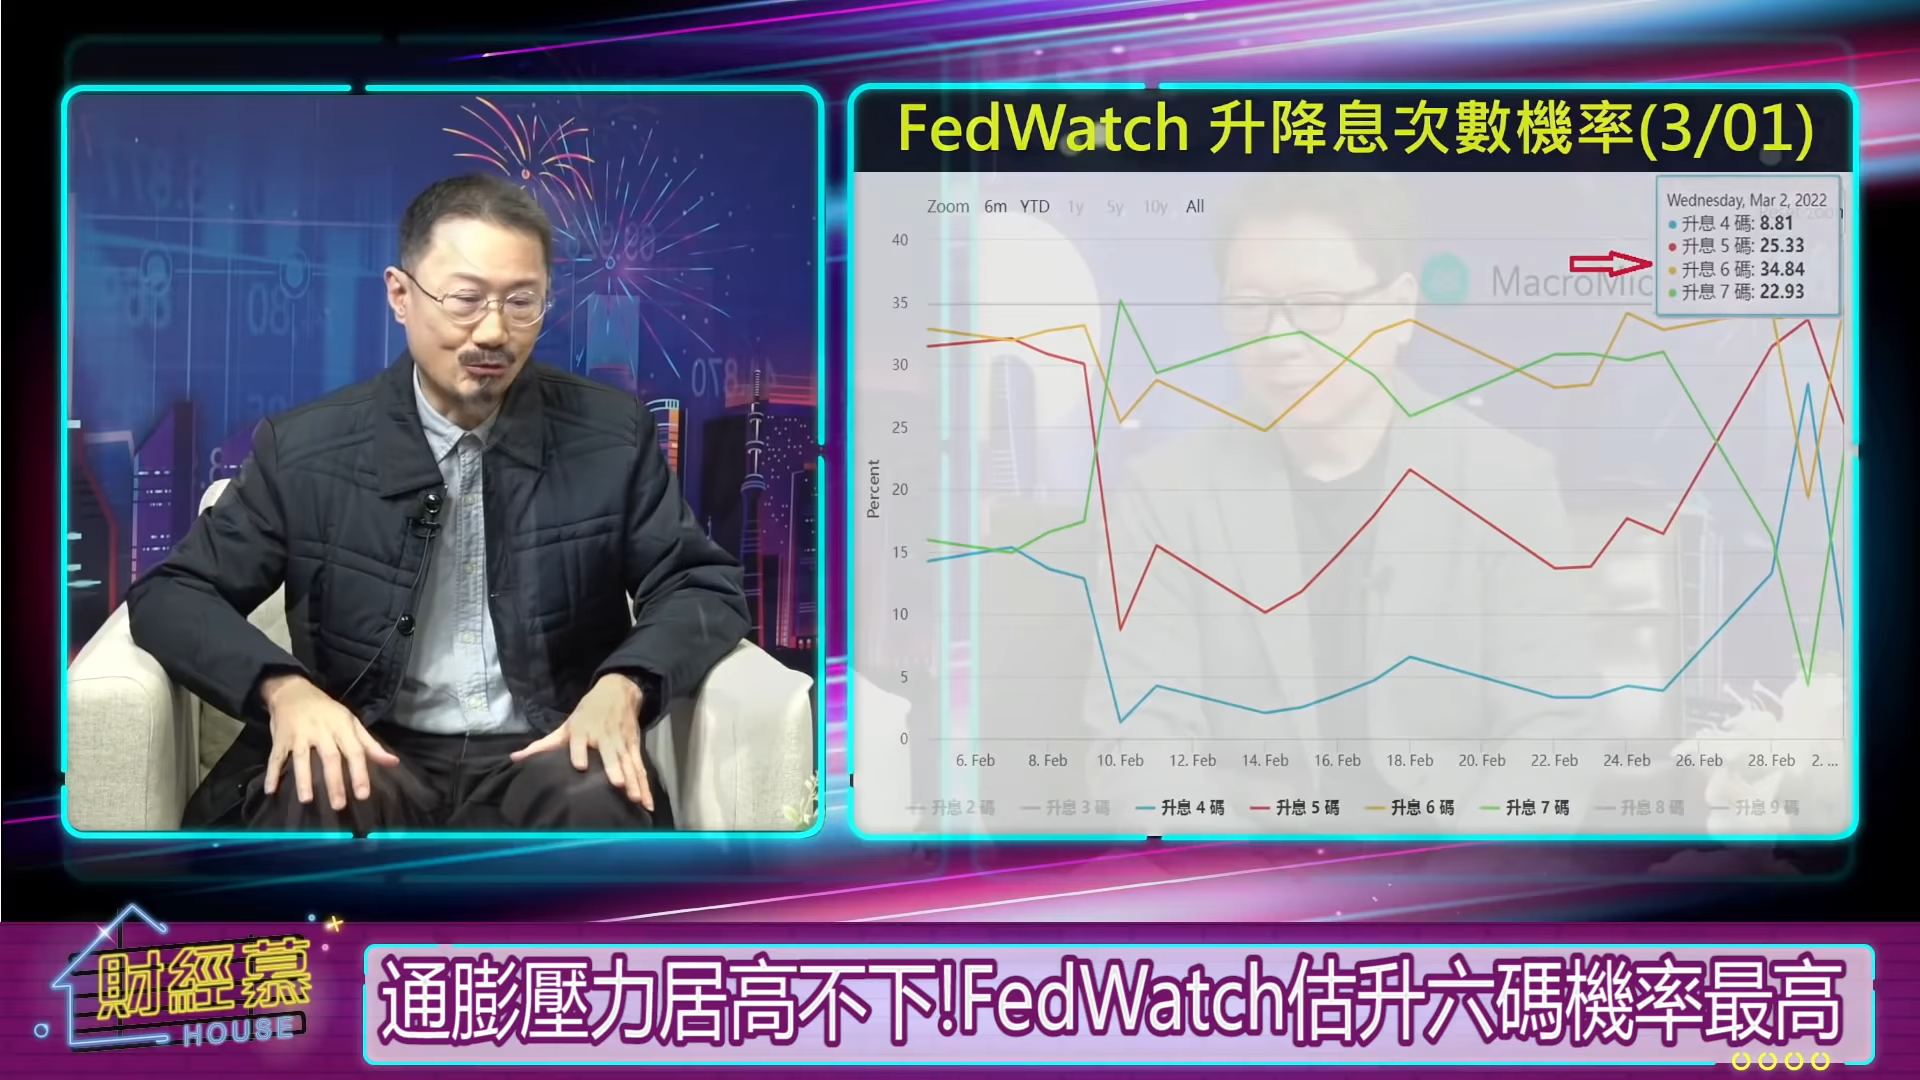 FedWatch 升降息次數機率(3/01)
Zoom 6m YTD 1y 5y 10y All
Wednesday, Mar 2, 2022
升息 4 碼: 8.81
升息 5 碼: 25.33
升息 6 碼: 34.84
升息 7 碼: 22.93
MacroMic
40
35
30
25
20
15
10
5
0
Percent
6. Feb 8. Feb 10. Feb 12. Feb 14. Feb 16. Feb 18. Feb 20. Feb 22. Feb 24. Feb 26. Feb 28. Feb 2. ...
升息 2 碼 升息 3 碼 升息 4 碼 升息 5 碼 升息 6 碼 升息 7 碼 升息 8 碼 升息 9 碼
財經慕
HOUSE
通膨壓力居高不下!FedWatch估升六碼機率最高